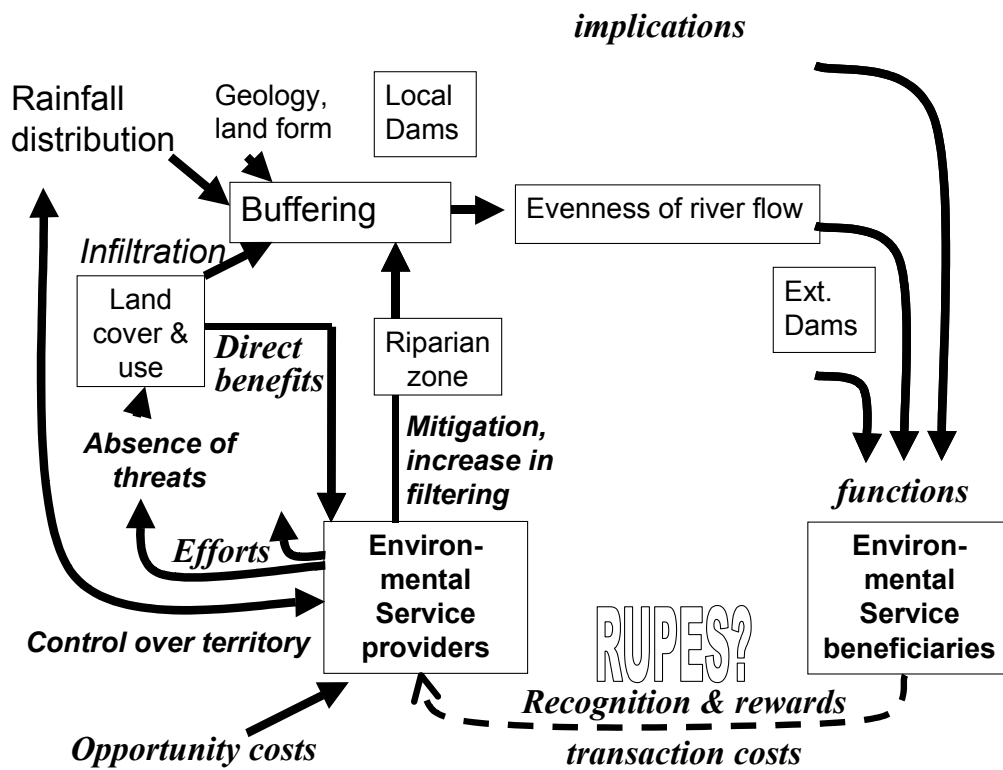 implications
Rainfall
distribution
Geology,
land form
Local
Dams
Buffering
Evenness of river flow
Infiltration
Land
cover &
use
Direct
benefits
Riparian
zone
Ext.
Dams
Absence of
threats
Mitigation,
increase in
filtering
functions
Efforts
Environ-
mental
Service
providers
Environ-
mental
Service
beneficiaries
Control over territory
RUPES?
Recognition & rewards
Opportunity costs
transaction costs